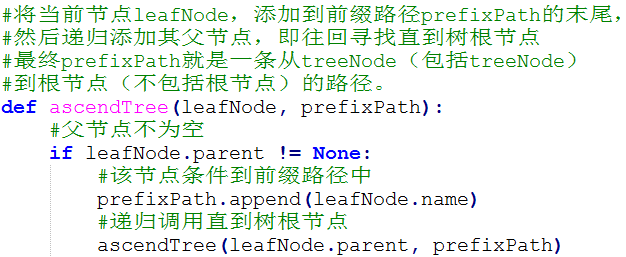 #将当前节点leafNode，添加到前缀路径prefixPath的末尾，
#然后递归添加其父节点，即往回寻找直到树根节点
#最终prefixPath就是一条从treeNode（包括treeNode）
#到根节点（不包括根节点）的路径。
def ascendTree(leafNode, prefixPath):
    #父节点不为空
    if leafNode.parent != None:
        #该节点条件到前缀路径中
        prefixPath.append(leafNode.name)
        #递归调用直到树根节点
        ascendTree(leafNode.parent, prefixPath)